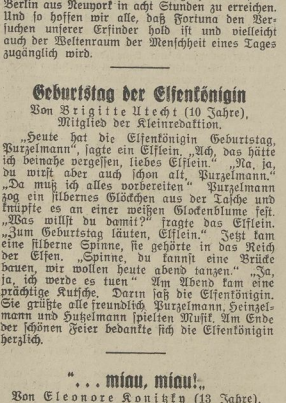 Berlin aus Neuyork in acht Stunden zu erreichen.
Und so hoffen wir alle, daß Fortuna den Ver-
suchen unserer Erfinder hold ist und vielleicht
auch der Weltenraum der Menschheit eines Tages
zugänglich wird.
Geburtstag der Elfenkönigin
Von Brigitte Utecht (10 Jahre),
Mitglied der Kleinredaktion.
„Heute hat die Elfenkönigin Geburtstag,
Purzelmann", sagte ein Elflein. „Ach, das hätte
ich beinahe vergessen, liebes Elflein." „Na, ja,
du wirst aber auch schon alt, Purzelmann."
„Da muß ich alles vorbereiten" Purzelmann
zog ein silbernes Glöckchen aus der Tasche und
knüpfte es an einer weißen Glockenblume fest.
„Was willst du damit?" fragte das Elflein.
„Zum Geburtstag läuten, Elflein." Jetzt kam
eine silberne Spinne, sie gehörte in das Reich
der Elfen. „Spinne, du kannst eine Brücke
bauen, wir wollen heute abend tanzen." „Ja,
ja, ich werde es tuen" Am Abend kam eine
prächtige Kutsche. Darin saß die Elfenkönigin.
Sie grüßte alle freundlich. Purzelmann, Heinzel-
mann und Hutzelmann spielten Musik. Am Ende
der schönen Feier bedankte sich die Elfenkönigin
herzlich.
"... miau, miau!„
Von Eleonore Konitzky (13 Jahre).